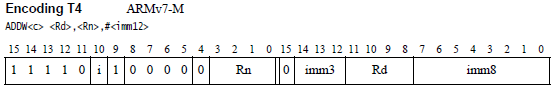 Encoding T4 ARMv7-M
ADDW<c> <Rd>,<Rn>,#<imm12>
15 14 13 12 11 10 9 8 7 6 5 4 3 2 1 0 15 14 13 12 11 10 9 8 7 6 5 4 3 2 1 0
1 1 1 1 0 i 1 0 0 0 0 0 Rn 0 imm3 Rd imm8